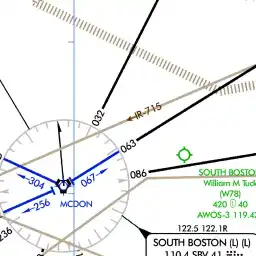 032
IR-715
063
086
304
067
256
MCDON
236
SOUTH BOSTON
William M Tuck
(W78)
420 40
AWOS-3 119.42
122.5 122.1R
SOUTH BOSTON (L) (L)
110.4 SBV 41